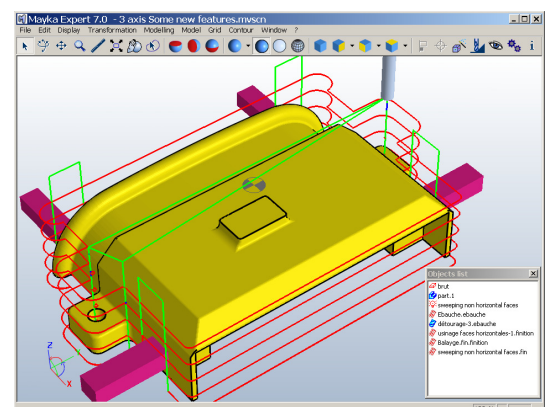 Mayka Expert 7.0 - 3 axis Some new features.mvscn
File Edit Display Transformation Modelling Model Grid Contour Window ?
Z
X
Objects list
brut
part.1
sweeping non horizontal faces
Ebauche.ebauche
détourage-3.ebauche
usinage faces horizontales-1.finition
Balayge.fin.finition
sweeping non horizontal faces.fin